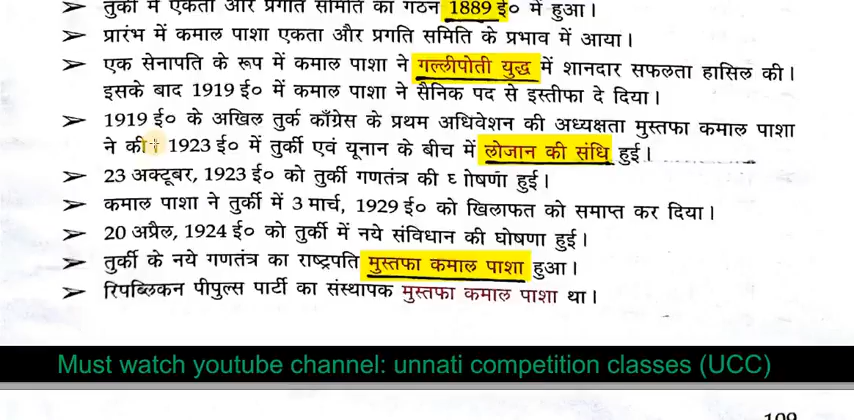 तुर्की में एकता और प्रगति समिति का गठन 1889 ई० में हुआ।
➢ प्रारंभ में कमाल पाशा एकता और प्रगति समिति के प्रभाव में आया।
➢ एक सेनापति के रूप में कमाल पाशा ने गल्लीपोती युद्ध में शानदार सफलता हासिल की।
इसके बाद 1919 ई० में कमाल पाशा ने सैनिक पद से इस्तीफा दे दिया।
➢ 1919 ई० के अखिल तुर्क काँग्रेस के प्रथम अधिवेशन की अध्यक्षता मुस्तफा कमाल पाशा
ने की। 1923 ई० में तुर्की एवं यूनान के बीच में लोजान की संधि हुई।
➢ 23 अक्टूबर, 1923 ई० को तुर्की गणतंत्र की घोषणा हुई।
➢ कमाल पाशा ने तुर्की में 3 मार्च, 1929 ई० को खिलाफत को समाप्त कर दिया।
➢ 20 अप्रैल, 1924 ई० को तुर्की में नये संविधान की घोषणा हुई।
➢ तुर्की के नये गणतंत्र का राष्ट्रपति मुस्तफा कमाल पाशा हुआ।
➢ रिपब्लिकन पीपुल्स पार्टी का संस्थापक मुस्तफा कमाल पाशा था।
Must watch youtube channel: unnati competition classes (UCC)
109